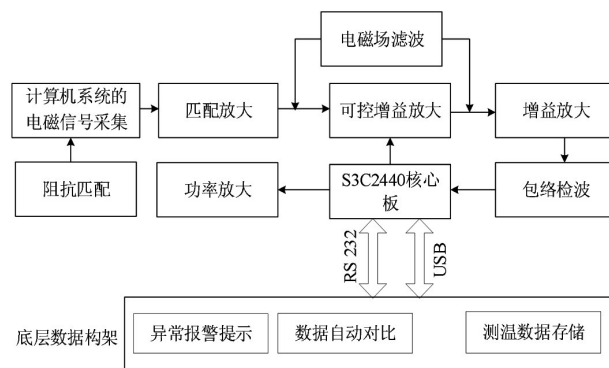 电磁场滤波
计算机系统的
电磁信号采集
匹配放大
可控增益放大
增益放大
阻抗匹配
功率放大
S3C2440核心
板
包络检波
RS 232
USB
底层数据构架
异常报警提示
数据自动对比
测温数据存储